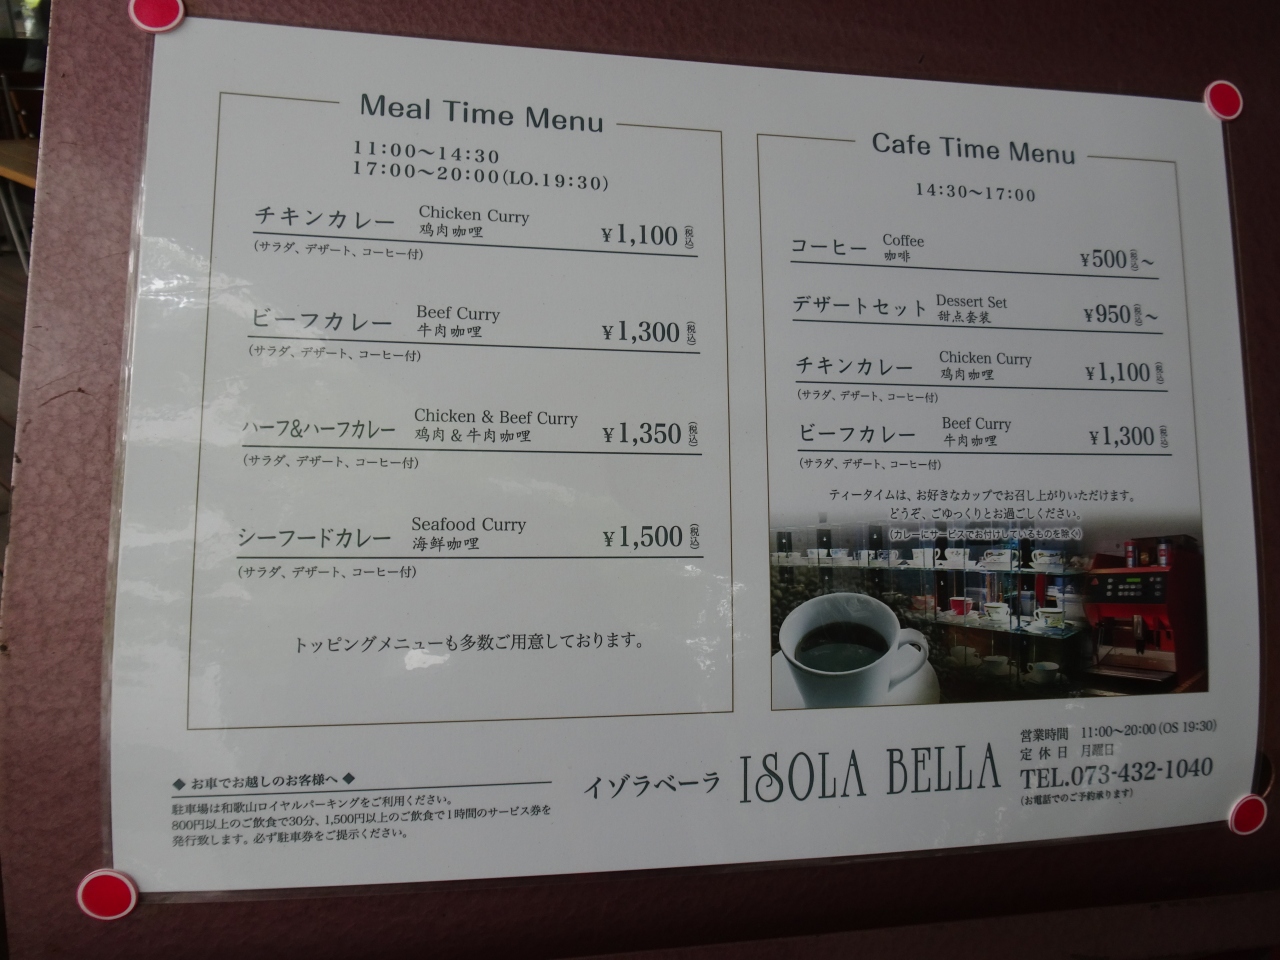 Meal Time Menu
11:00〜14:30
17:00〜20:00(LO.19:30)
チキンカレー Chicken Curry 鸡肉咖哩 ¥1,100(税込)
(サラダ、デザート、コーヒー付)
ビーフカレー Beef Curry 牛肉咖哩 ¥1,300(税込)
(サラダ、デザート、コーヒー付)
ハーフ&ハーフカレー Chicken & Beef Curry 鸡肉 & 牛肉咖哩 ¥1,350(税込)
(サラダ、デザート、コーヒー付)
シーフードカレー Seafood Curry 海鮮咖哩 ¥1,500(税込)
(サラダ、デザート、コーヒー付)
トッピングメニューも多数ご用意しております。
Cafe Time Menu
14:30〜17:00
コーヒー Coffee 咖啡 ¥500(税込)〜
デザートセット Dessert Set 甜点套装 ¥950(税込)〜
チキンカレー Chicken Curry 鸡肉咖哩 ¥1,100(税込)
(サラダ、デザート、コーヒー付)
ビーフカレー Beef Curry 牛肉咖哩 ¥1,300(税込)
(サラダ、デザート、コーヒー付)
ティータイムは、お好きなカップでお召し上がりいただけます。
どうぞ、ごゆっくりとお過ごしください。
(カレーにサービスでお付けしているものを除く)
◆ お車でお越しのお客様へ ◆
駐車場は和歌山ロイヤルパーキングをご利用ください。
800円以上のご飲食で30分、1,500円以上のご飲食で1時間のサービス券を
発行致します。必ず駐車券をご提示ください。
イゾラベーラ ISOLA BELLA
営業時間 11:00〜20:00(OS 19:30)
定休日 月曜日
TEL.073-432-1040
(お電話でのご予約承ります)